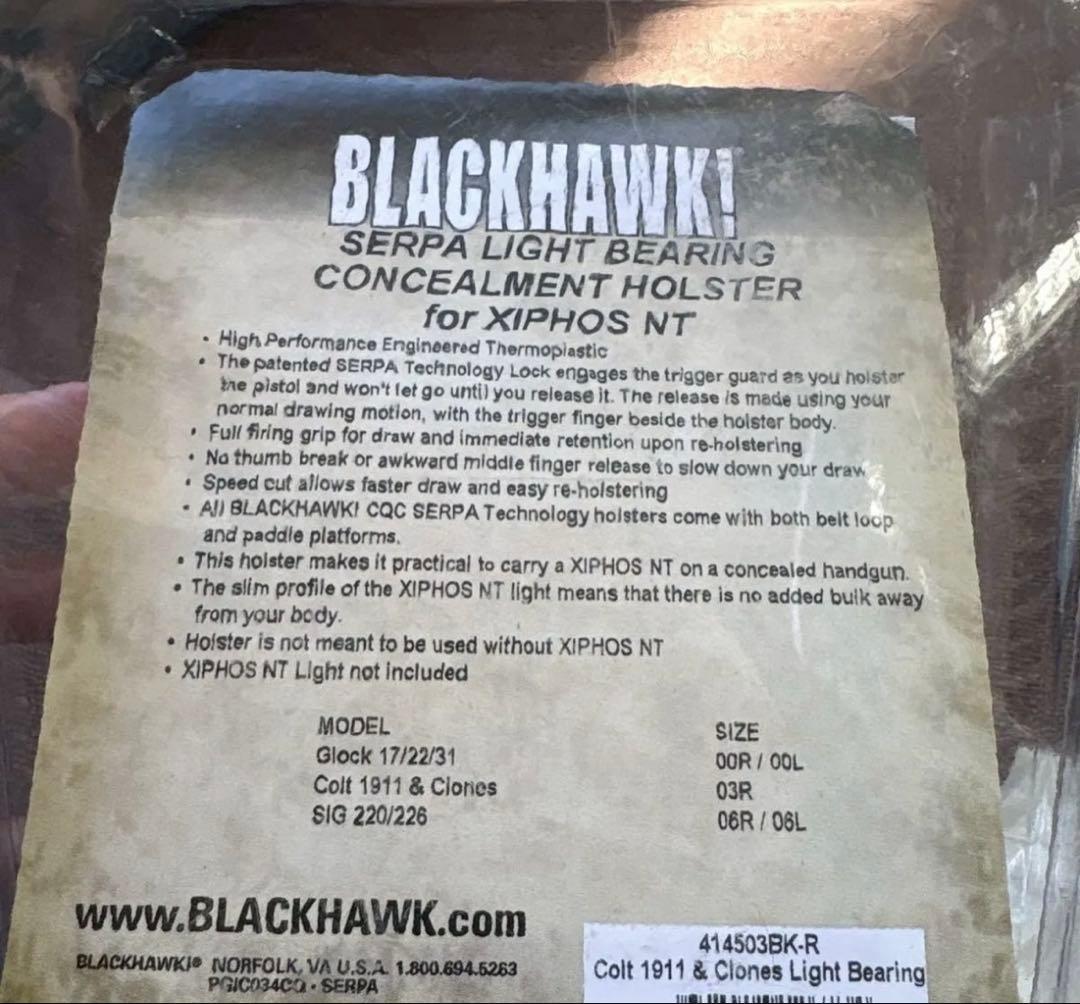 BLACKHAWK!
SERPA LIGHT BEARING
CONCEALMENT HOLSTER
for XIPHOS NT
• High Performance Engineered Thermoplastic
• The patented SERPA Technology Lock engages the trigger guard as you holster
the pistol and won't let go until you release it. The release is made using your
normal drawing motion, with the trigger finger beside the holster body.
• Full firing grip for draw and immediate retention upon re-holstering
• No thumb break or awkward middle finger release to slow down your draw
• Speed cut allows faster draw and easy re-holstering
• All BLACKHAWK! CQC SERPA Technology holsters come with both belt loop
and paddle platforms.
• This holster makes it practical to carry a XIPHOS NT on a concealed handgun.
• The slim profile of the XIPHOS NT light means that there is no added bulk away
from your body.
• Holster is not meant to be used without XIPHOS NT
• XIPHOS NT Light not included
MODEL SIZE
Glock 17/22/31 00R / 00L
Colt 1911 & Clones 03R
SIG 220/226 06R / 06L
www.BLACKHAWK.com
BLACKHAWK!® NORFOLK, VA U.S.A. 1.800.694.5263
PGIC034CQ • SERPA
414503BK-R
Colt 1911 & Clones Light Bearing